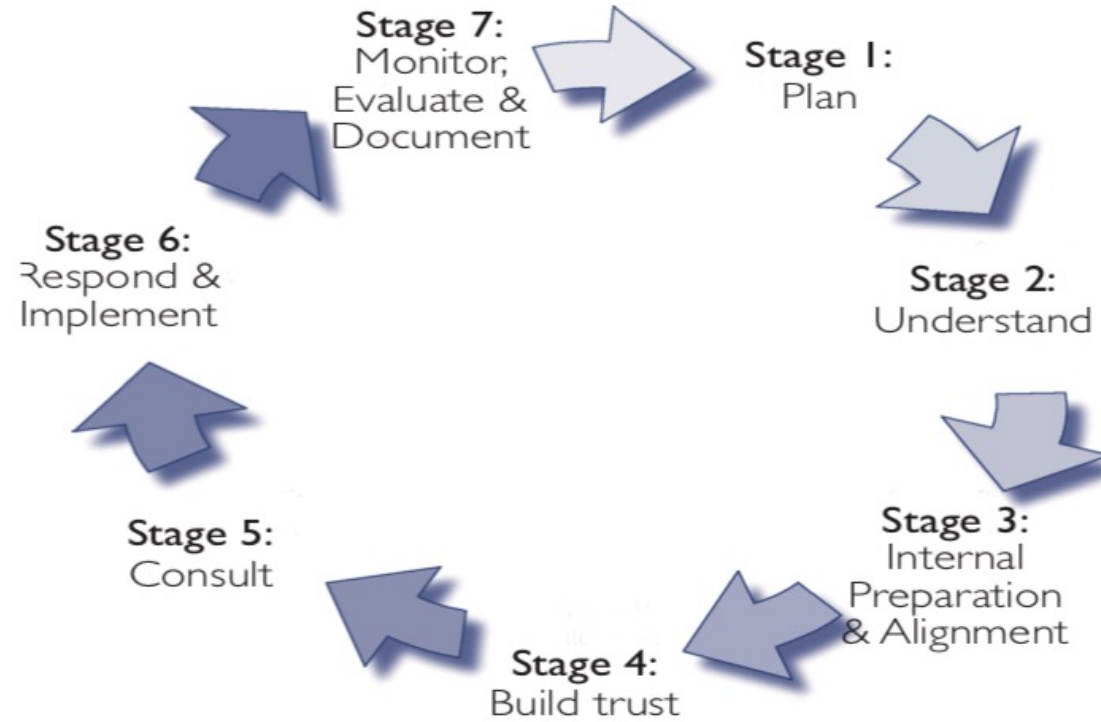 Stage 1:
Plan
Stage 2:
Understand
Stage 3:
Internal
Preparation
& Alignment
Stage 4:
Build trust
Stage 5:
Consult
Stage 6:
Respond &
Implement
Stage 7:
Monitor,
Evaluate &
Document